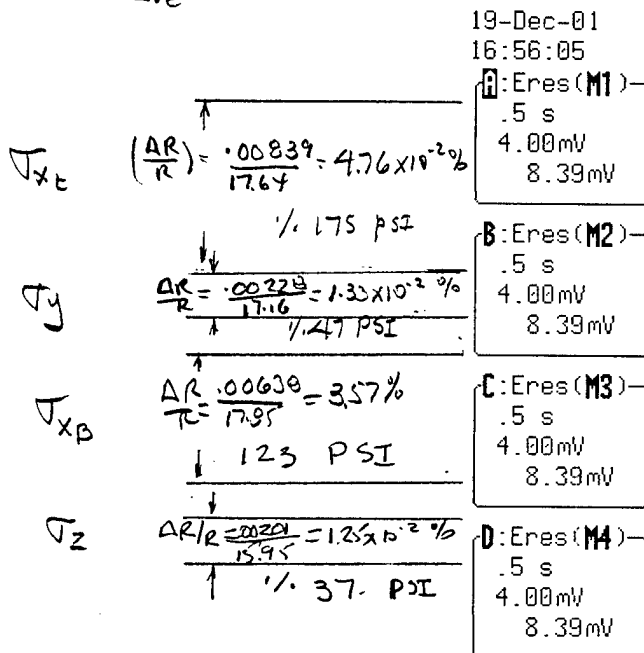 19-Dec-01
16:56:05
A:Eres(M1)
.5 s
4.00mV
8.39mV
σxt (ΔR/R) = .00839/17.64 = 4.76x10⁻²%
175 PSI
B:Eres(M2)
.5 s
4.00mV
8.39mV
σy ΔR/R = .00228/17.16 = 1.33x10⁻² %
47 PSI
C:Eres(M3)
.5 s
4.00mV
8.39mV
σxB ΔR/R = .00638/17.95 = 3.57%
123 PSI
D:Eres(M4)
.5 s
4.00mV
8.39mV
σz ΔR/R = .00201/15.95 = 1.25x10⁻² %
37. PSI